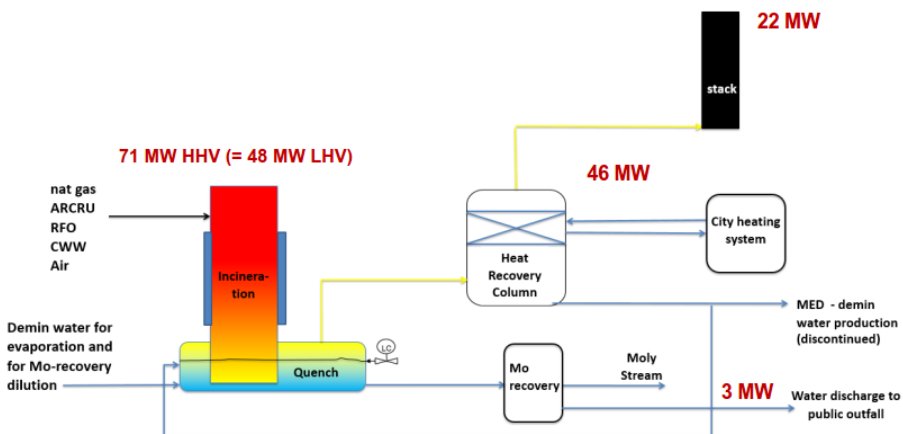 22 MW
stack
71 MW HHV (= 48 MW LHV)
46 MW
nat gas
ARCRU
RFO
CWW
Air
City heating
system
Heat
Recovery
Column
Incinera-
tion
MED - demin
water production
(discontinued)
Demin water for
evaporation and
for Mo-recovery
dilution
LC
Quench
Mo
recovery
Moly
Stream
3 MW
Water discharge to
public outfall